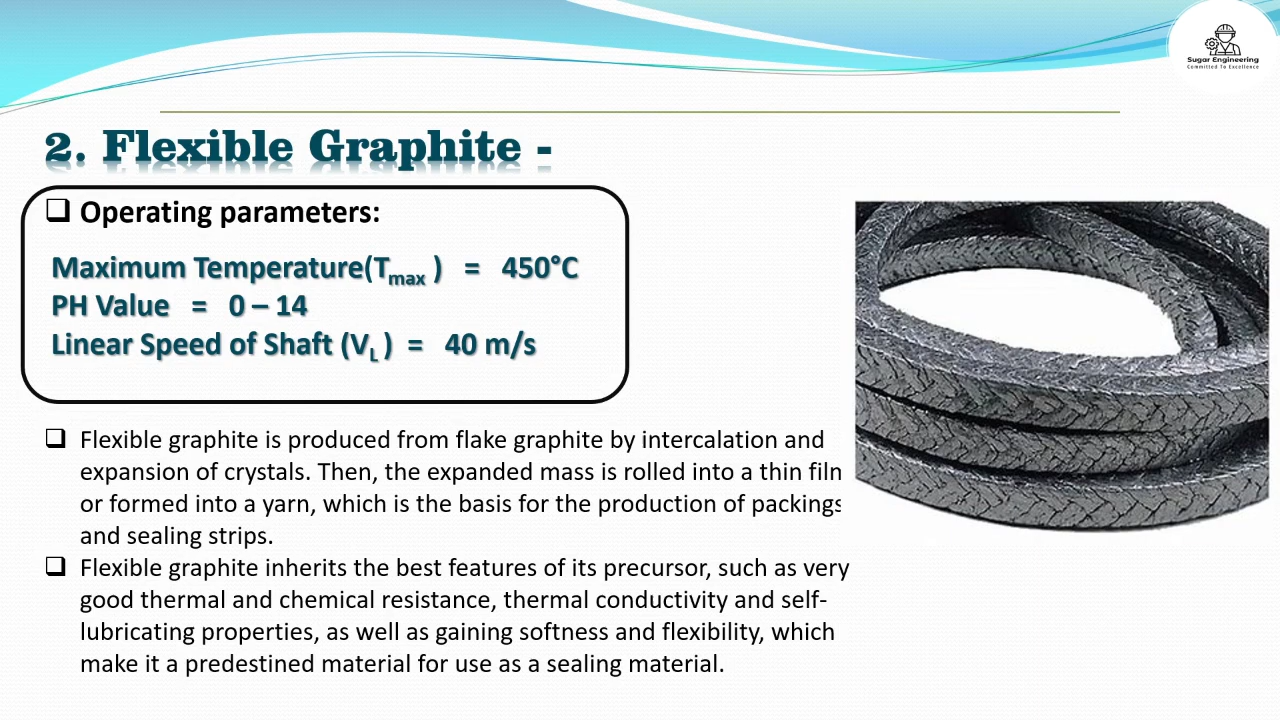 Sugar Engineering
Committed To Excellence
2. Flexible Graphite -
❑ Operating parameters:
Maximum Temperature(Tmax ) = 450°C
PH Value = 0 – 14
Linear Speed of Shaft (VL ) = 40 m/s
❑ Flexible graphite is produced from flake graphite by intercalation and
expansion of crystals. Then, the expanded mass is rolled into a thin film
or formed into a yarn, which is the basis for the production of packings
and sealing strips.
❑ Flexible graphite inherits the best features of its precursor, such as very
good thermal and chemical resistance, thermal conductivity and self-
lubricating properties, as well as gaining softness and flexibility, which
make it a predestined material for use as a sealing material.